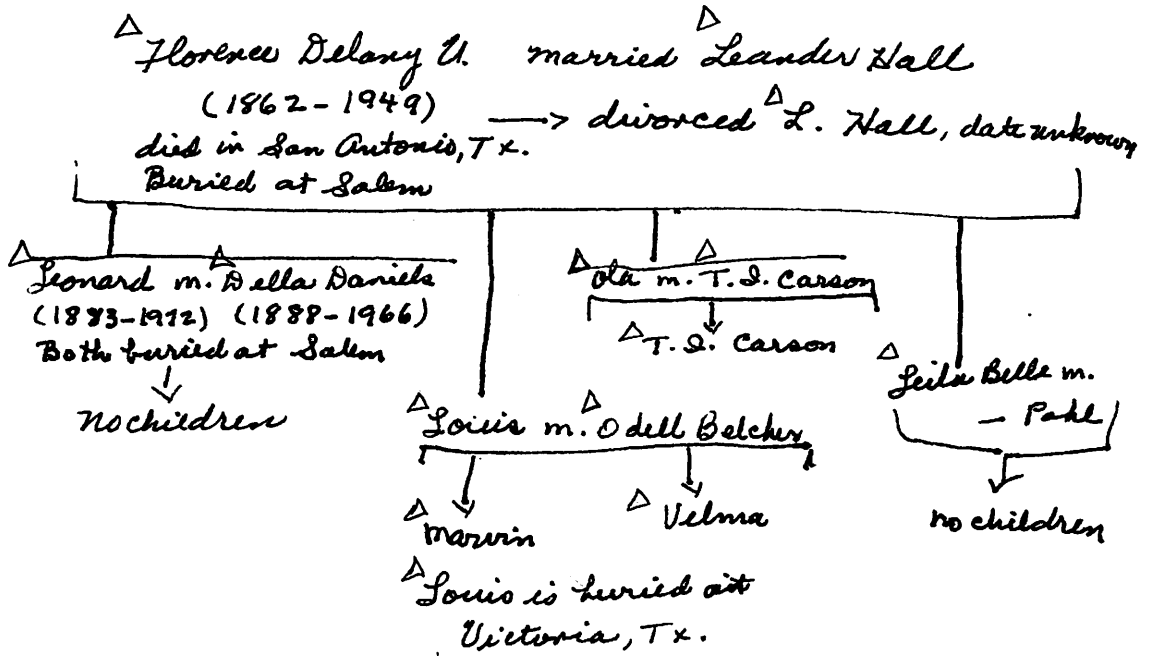 Florence Delany U. married Leander Hall
(1862-1949) → divorced L. Hall, date unknown
died in San Antonio, Tx.
Buried at Salem
Leonard m. Della Daniels
(1883-1972) (1888-1966)
Both buried at Salem
No children
Louis m. Odell Belcher
Marvin
Velma
Louis is buried at
Victoria, Tx.
Ola m. T. I. Carson
T. I. Carson
Leila Belle m.
— Pahl
no children